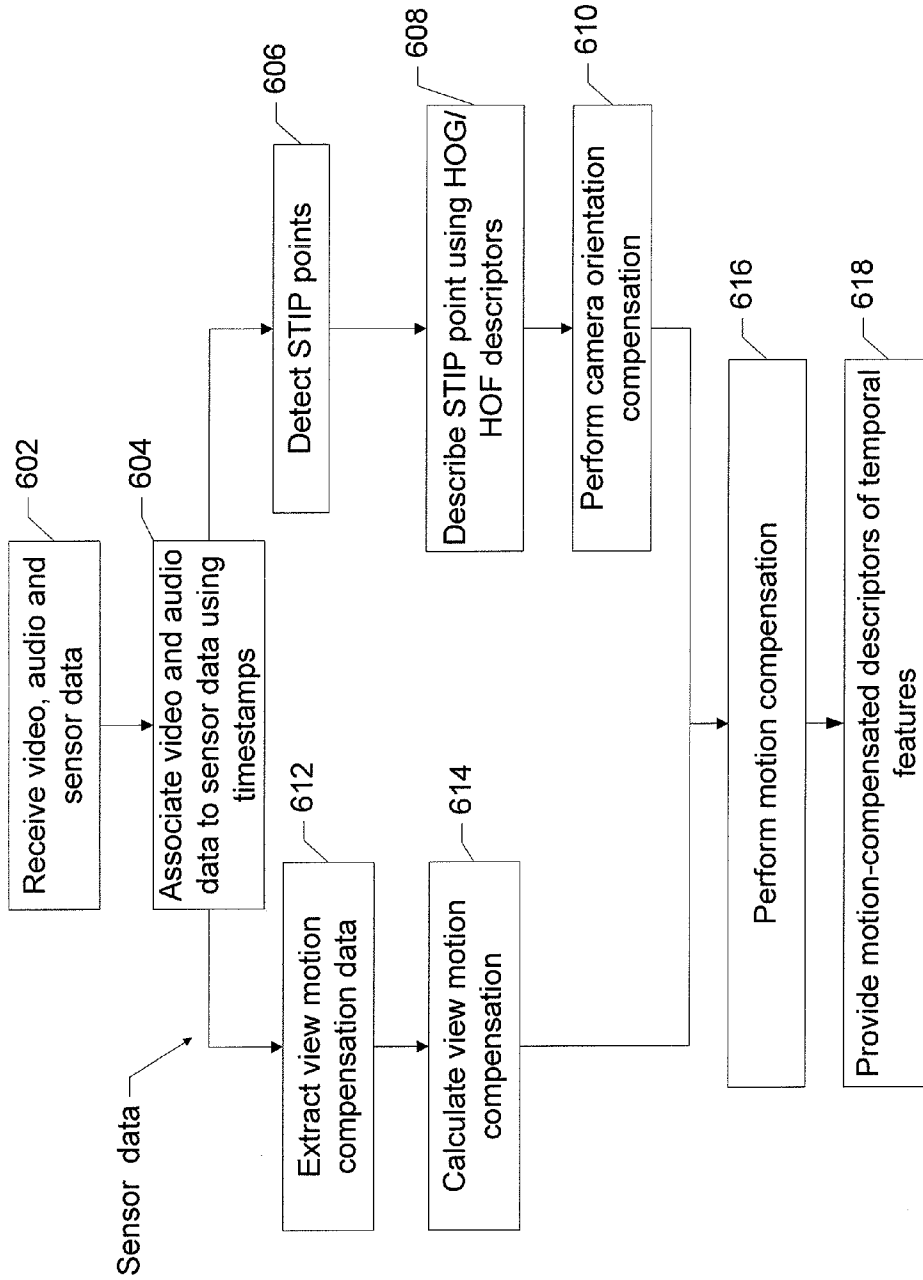 602
Receive video, audio and
sensor data
604
Associate video and audio
data to sensor data using
timestamps
Sensor data
606
Detect STIP points
608
Describe STIP point using HOG/
HOF descriptors
610
Perform camera orientation
compensation
612
Extract view motion
compensation data
614
Calculate view motion
compensation
616
Perform motion compensation
618
Provide motion-compensated descriptors of temporal
features